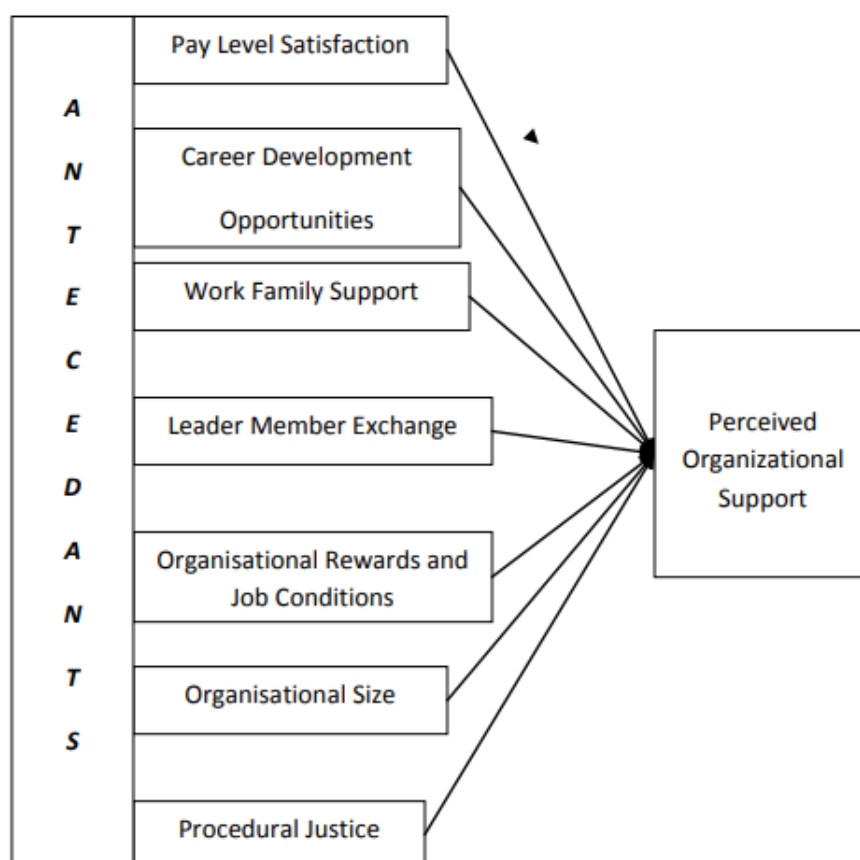 A
N
T
E
C
E
D
A
N
T
S
Pay Level Satisfaction
Career Development
Opportunities
Work Family Support
Leader Member Exchange
Organisational Rewards and
Job Conditions
Organisational Size
Procedural Justice
Perceived
Organizational
Support